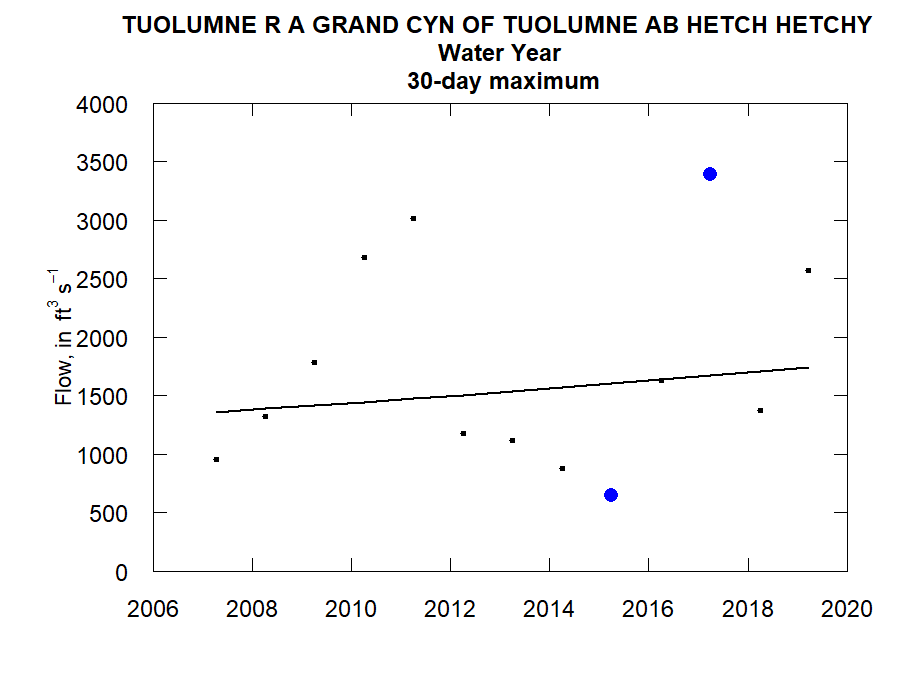 TUOLUMNE R A GRAND CYN OF TUOLUMNE AB HETCH HETCHY
Water Year
30-day maximum
4000
3500
3000
2500
2000
1500
1000
500
0
Flow, in ft³ s⁻¹
2006 2008 2010 2012 2014 2016 2018 2020